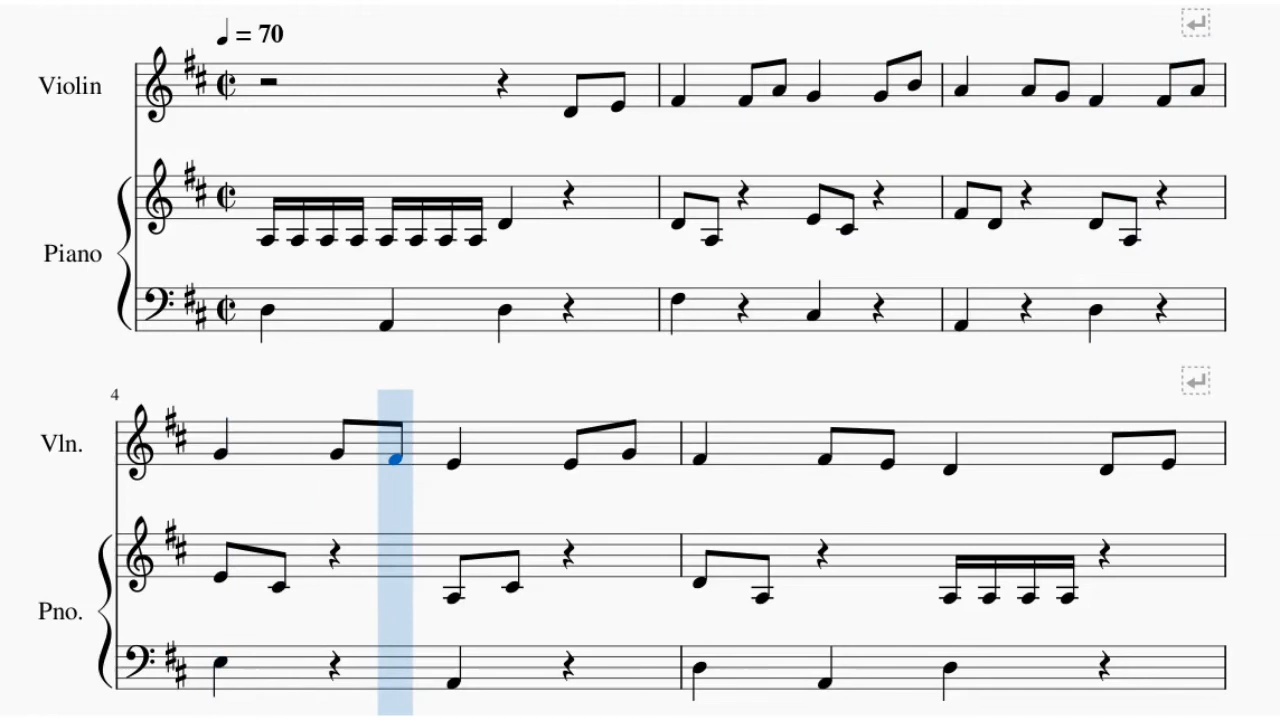 ♩ = 70
Violin
Piano
4
Vln.
Pno.